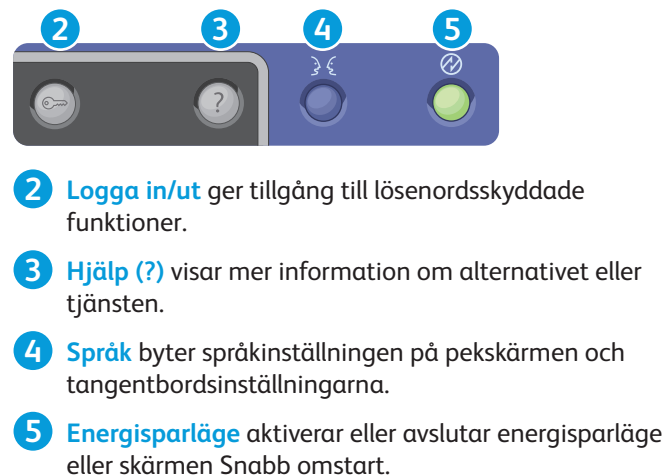 2 3 4 5
?
2 Logga in/ut ger tillgång till lösenordsskyddade
funktioner.
3 Hjälp (?) visar mer information om alternativet eller
tjänsten.
4 Språk byter språkinställningen på pekskärmen och
tangentbordsinställningarna.
5 Energisparläge aktiverar eller avslutar energisparläge
eller skärmen Snabb omstart.